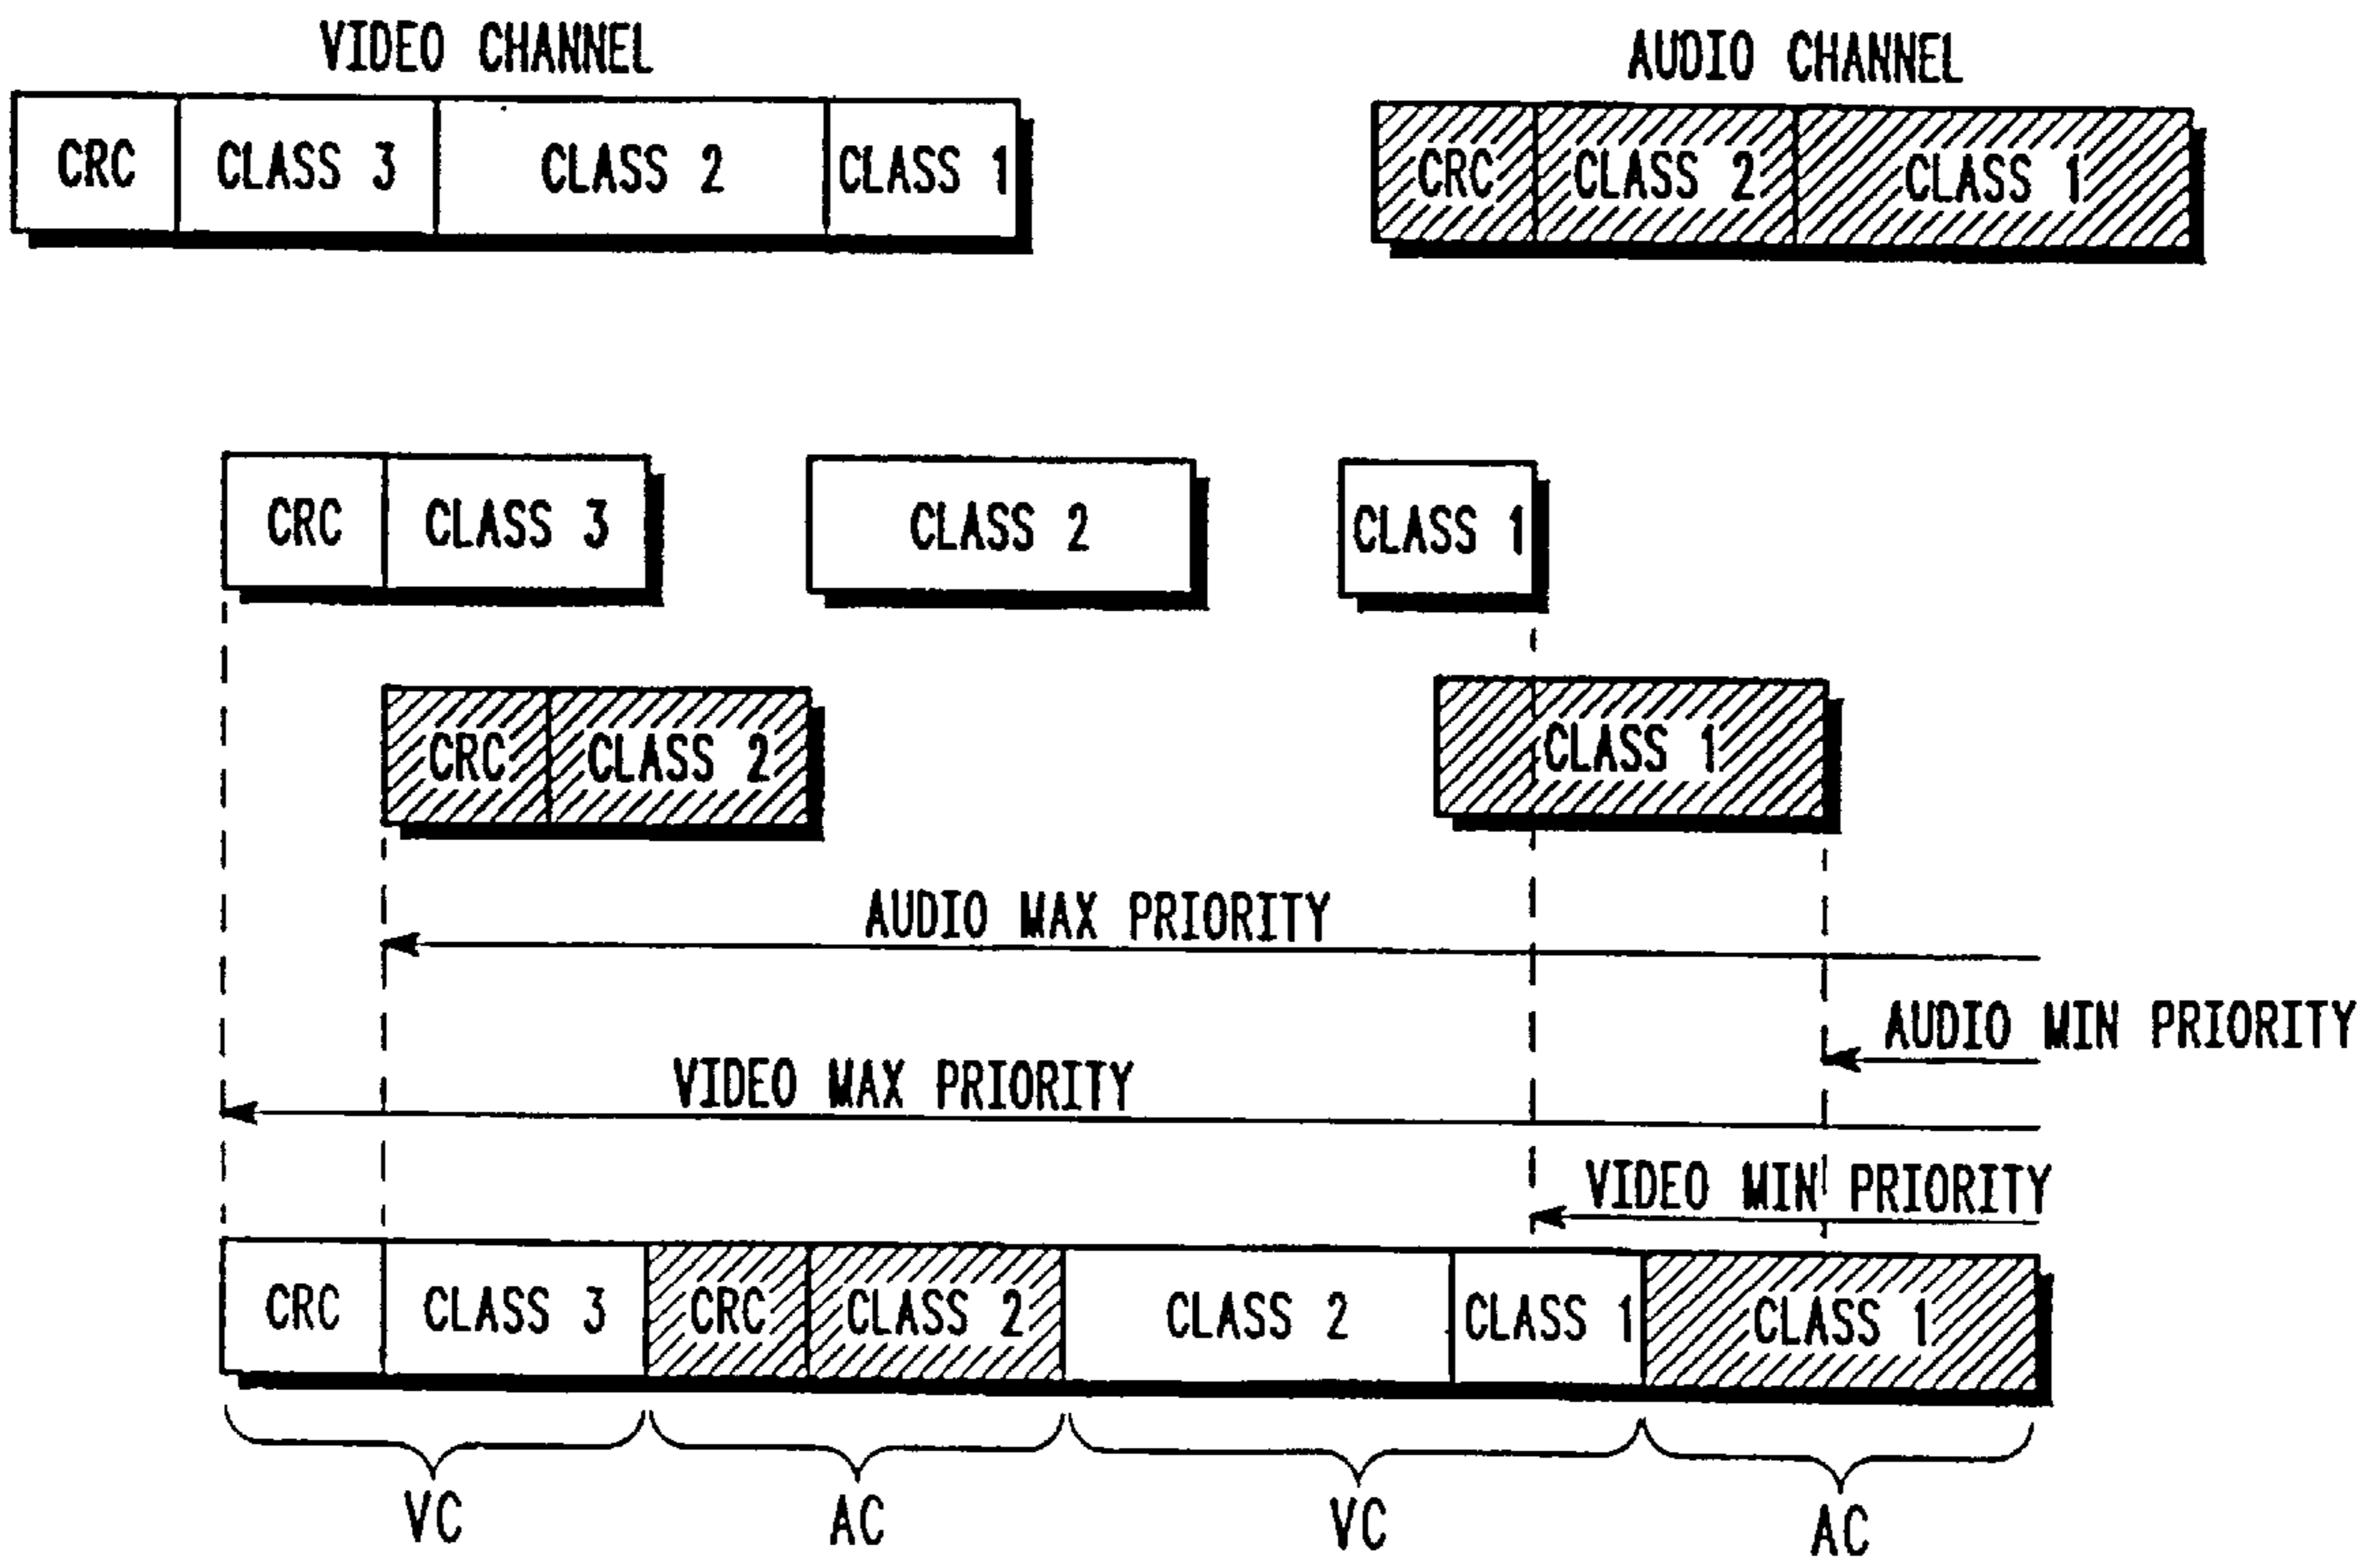 VIDEO CHANNEL
AUDIO CHANNEL
CRC CLASS 3 CLASS 2 CLASS 1
CRC CLASS 2 CLASS 1
CRC CLASS 3 CLASS 2 CLASS 1
CRC CLASS 2 CLASS 1
AUDIO MAX PRIORITY
AUDIO MIN PRIORITY
VIDEO MAX PRIORITY
VIDEO MIN PRIORITY
CRC CLASS 3 CRC CLASS 2 CLASS 2 CLASS 1 CLASS 1
VC AC VC AC